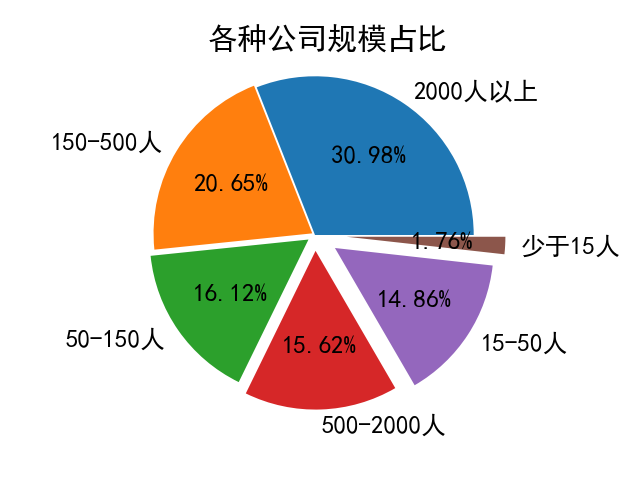 各种公司规模占比
2000人以上
30.98%
150-500人
20.65%
50-150人
16.12%
500-2000人
15.62%
15-50人
14.86%
少于15人
1.76%